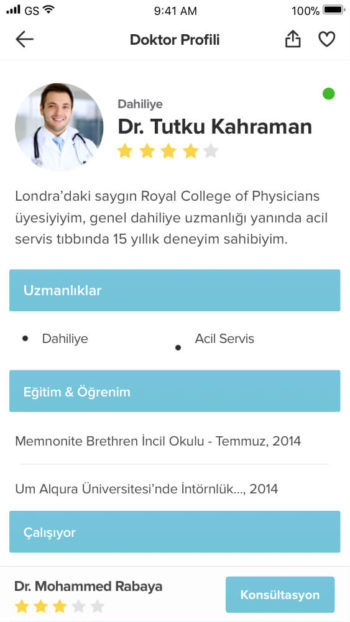 GS 9:41 AM 100%
Doktor Profili
Dahiliye
Dr. Tutku Kahraman
Londra’daki saygın Royal College of Physicians
üyesiyiyim, genel dahiliye uzmanlığı yanında acil
servis tıbbında 15 yıllık deneyim sahibiyim.
Uzmanlıklar
• Dahiliye • Acil Servis
Eğitim & Öğrenim
Memnonite Brethren İncil Okulu - Temmuz, 2014
Um Alqura Üniversitesi’nde İntörnlük..., 2014
Çalışıyor
Dr. Mohammed Rabaya
Konsültasyon